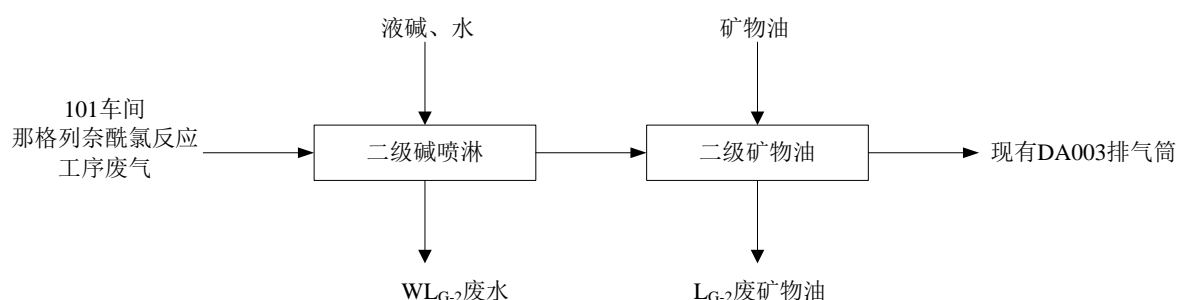 液碱、水
矿物油
101车间
那格列奈酰氯反应
工序废气
二级碱喷淋
二级矿物油
现有DA003排气筒
WLG-2废水
LG-2废矿物油